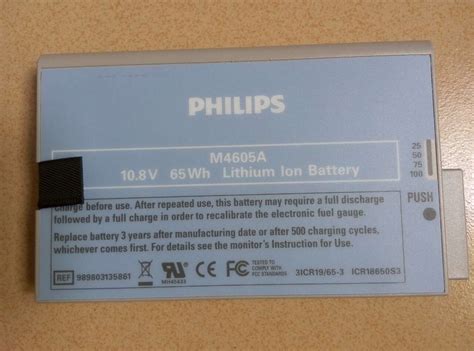 PHILIPS
M4605A
10.8V 65Wh Lithium Ion Battery
25
50
75
100
PUSH
Charge before use. After repeated use, this battery may require a full discharge
followed by a full charge in order to recalibrate the electronic fuel gauge.
Replace battery 3 years after manufacturing date or after 500 charging cycles,
whichever comes first. For details see the monitor's Instruction for Use.
REF 989803135861
c RU us
MH40433
CE FC
TESTED TO COMPLY WITH FCC STANDARDS
3ICR19/65-3 ICR18650S3